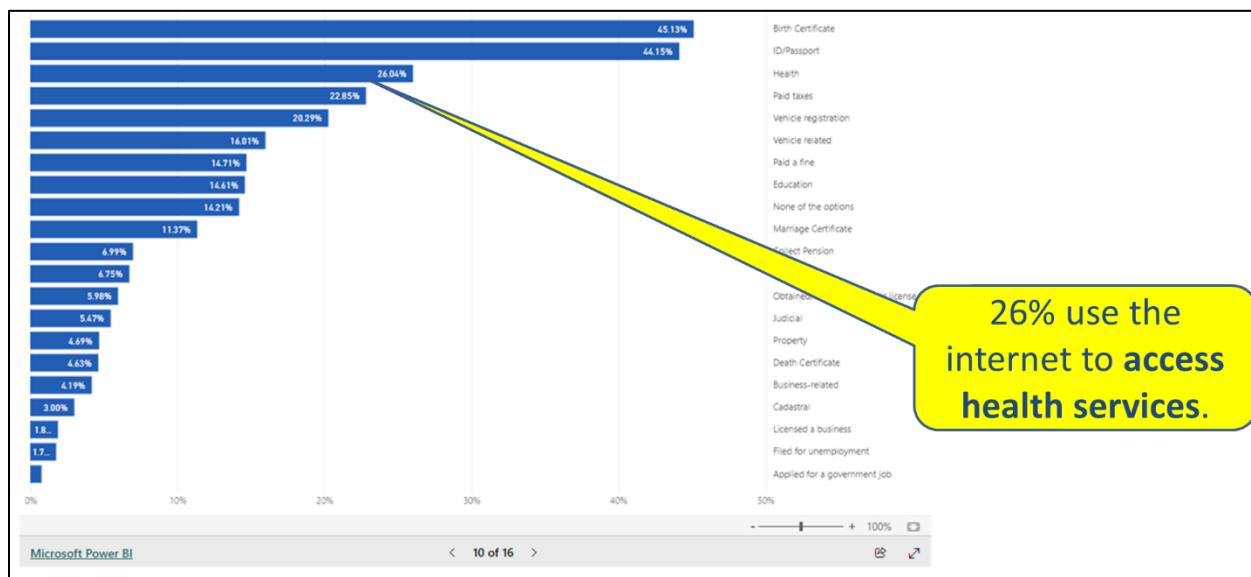 45.13% Birth Certificate
44.15% ID/Passport
26.04% Health
22.85% Paid taxes
20.29% Vehicle registration
16.01% Vehicle related
14.71% Paid a fine
14.61% Education
14.21% None of the options
11.37% Marriage Certificate
6.99% Collect Pension
6.75%
5.98% Obtained license
5.47% Judicial
4.69% Property
4.63% Death Certificate
4.19% Business-related
3.00% Cadastral
1.8... Licensed a business
1.7... Filed for unemployment
Applied for a government job
0% 10% 20% 30% 40% 50%
26% use the
internet to access
health services.
- + 100%
Microsoft Power BI < 10 of 16 >